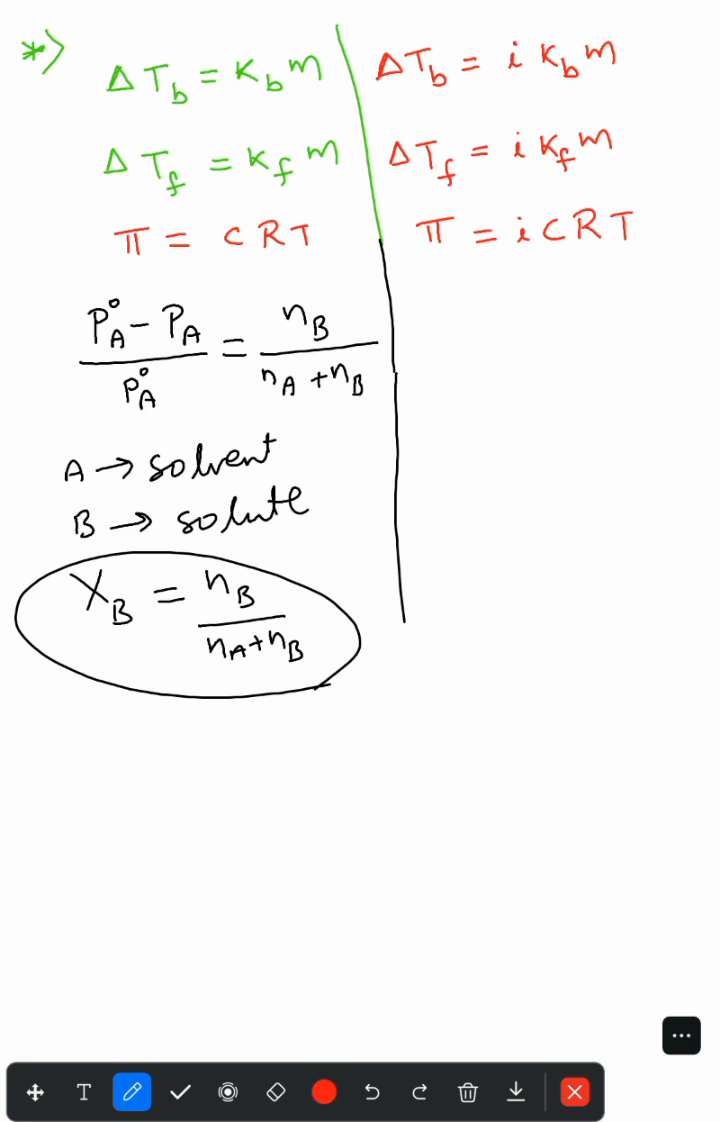 *) ΔT_b = K_b m | ΔT_b = i K_b m
ΔT_f = K_f m | ΔT_f = i K_f m
π = CRT | π = i CRT
(P°_A − P_A) / P°_A = n_B / (n_A + n_B)
A → solvent
B → solute
X_B = n_B / (n_A + n_B)
T